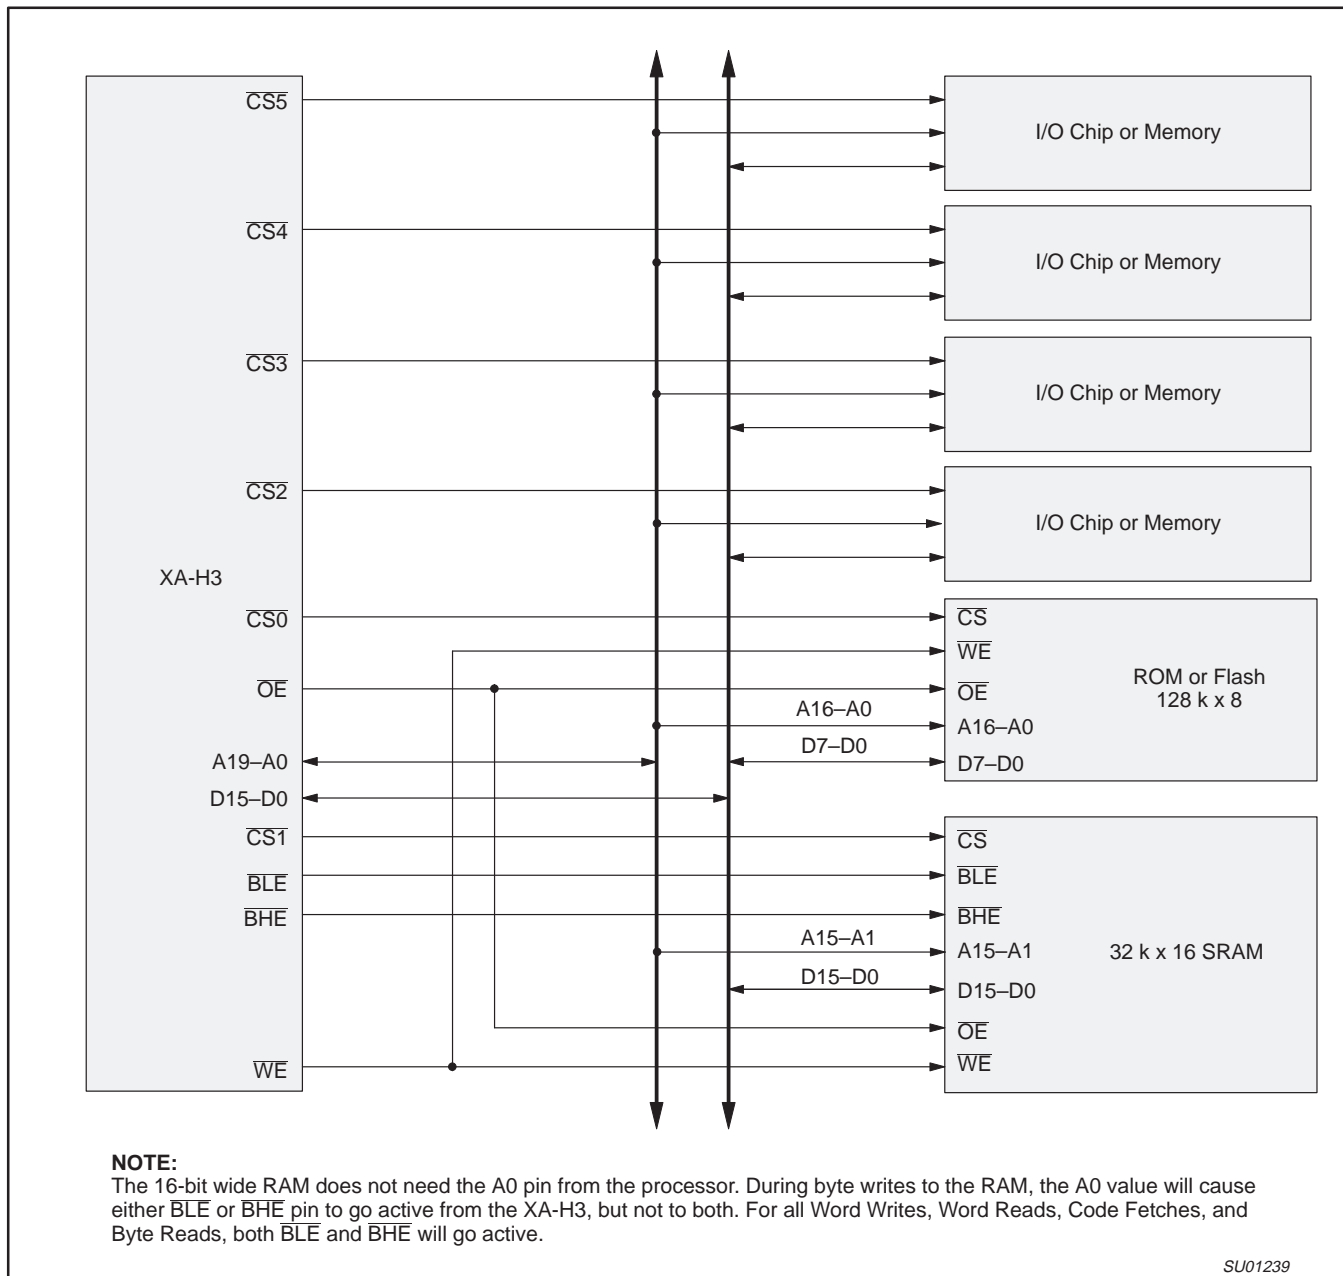 CS5
I/O Chip or Memory
CS4
I/O Chip or Memory
CS3
I/O Chip or Memory
CS2
I/O Chip or Memory
XA-H3
CS0
CS
WE
OE
OE
ROM or Flash
128 k x 8
A16–A0
A16–A0
D7–D0
A19–A0
D7–D0
D15–D0
CS1
CS
BLE
BLE
BHE
BHE
A15–A1
A15–A1
32 k x 16 SRAM
D15–D0
D15–D0
OE
WE
WE
NOTE:
The 16-bit wide RAM does not need the A0 pin from the processor. During byte writes to the RAM, the A0 value will cause
either BLE or BHE pin to go active from the XA-H3, but not to both. For all Word Writes, Word Reads, Code Fetches, and
Byte Reads, both BLE and BHE will go active.
SU01239